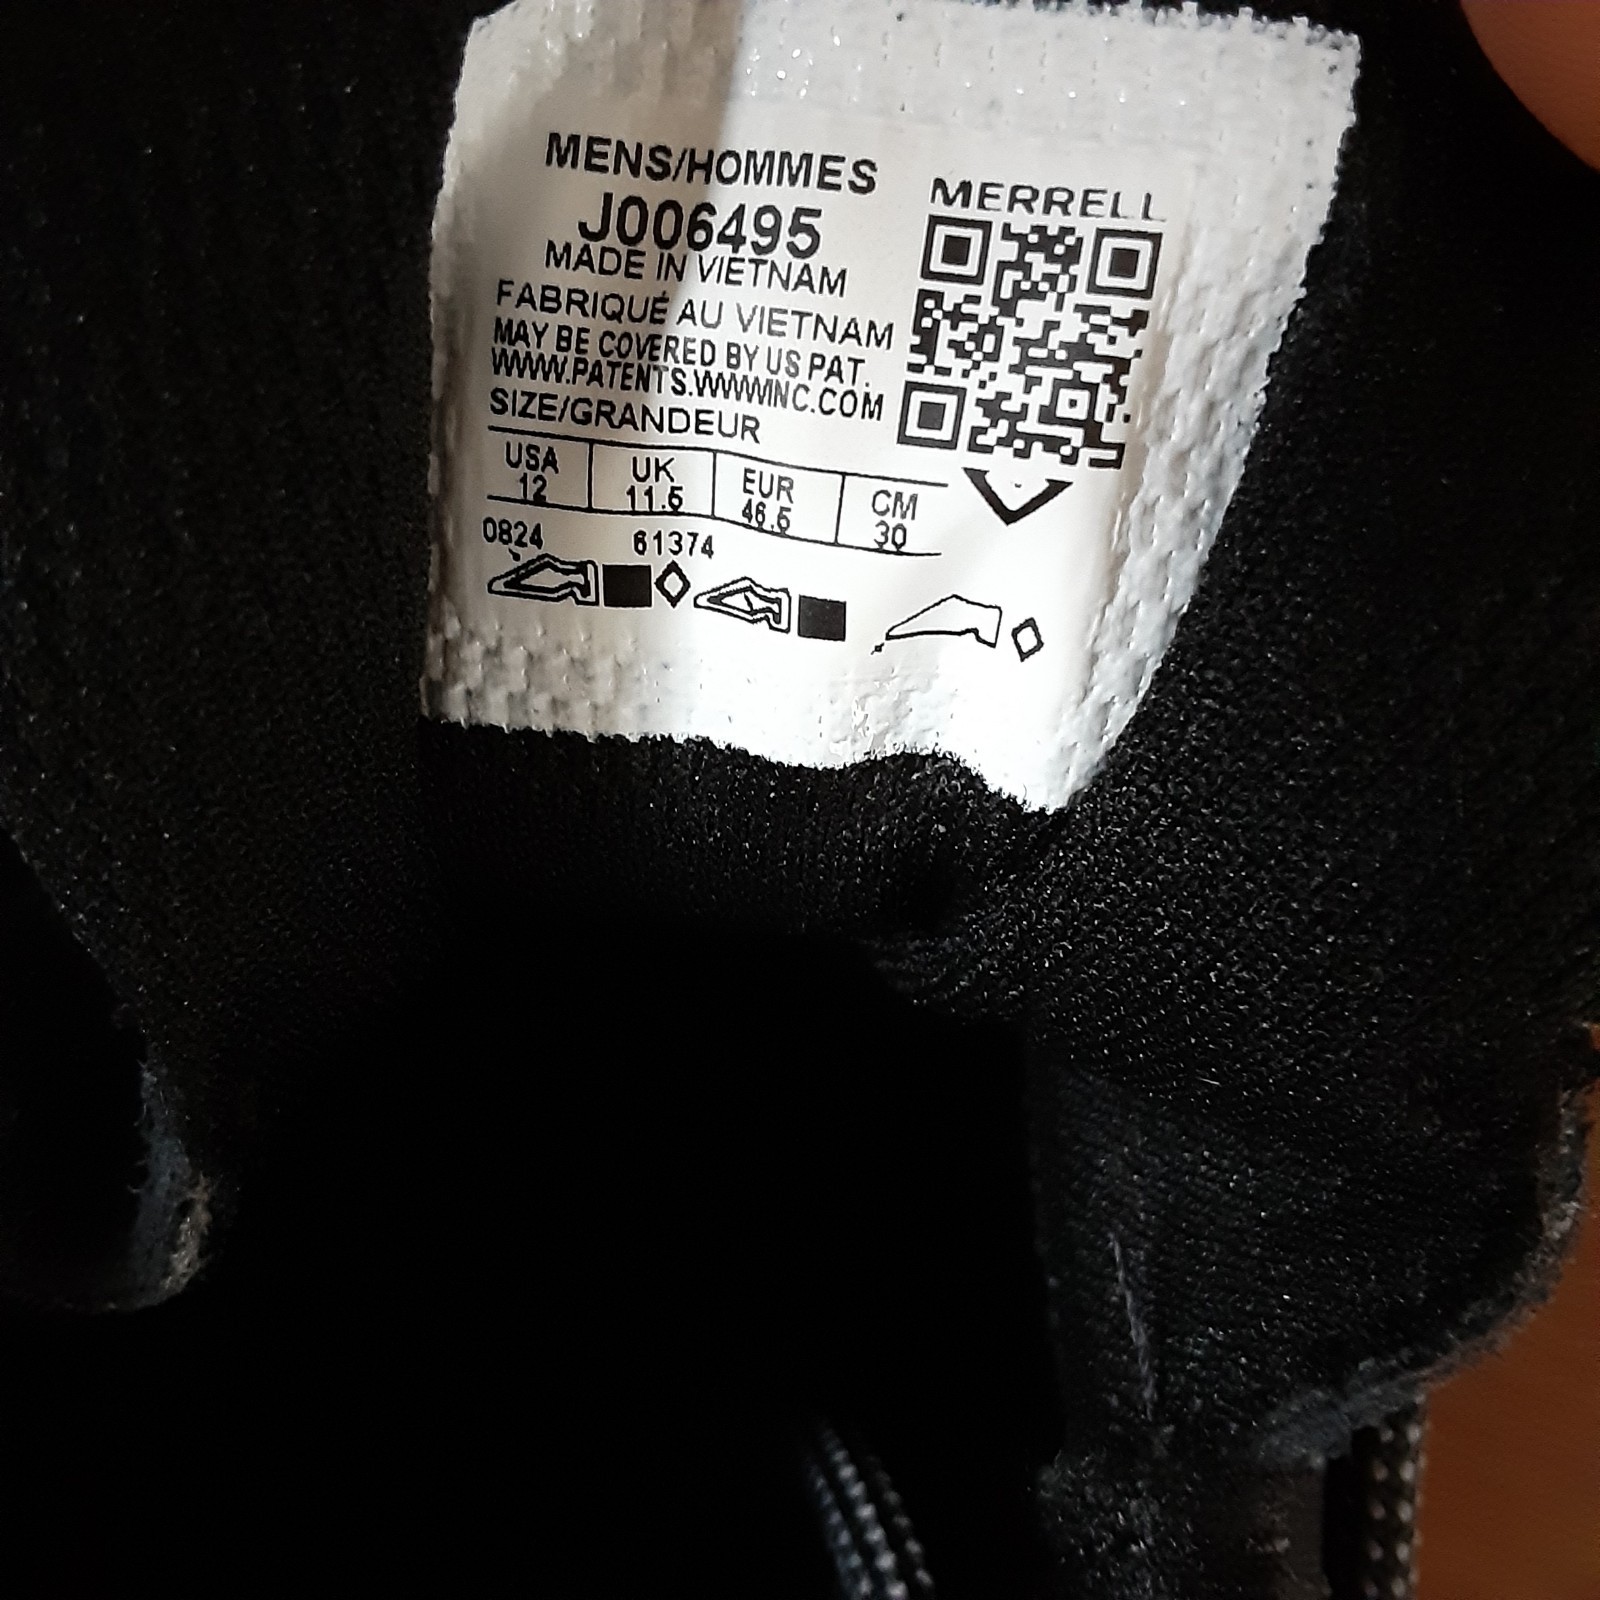 MENS/HOMMES
J006495
MADE IN VIETNAM
FABRIQUÉ AU VIETNAM
MAY BE COVERED BY US PAT.
WWW.PATENTS.WWWINC.COM
SIZE/GRANDEUR
USA UK EUR CM
12 11.5 46.5 30
0824 61374
MERRELL